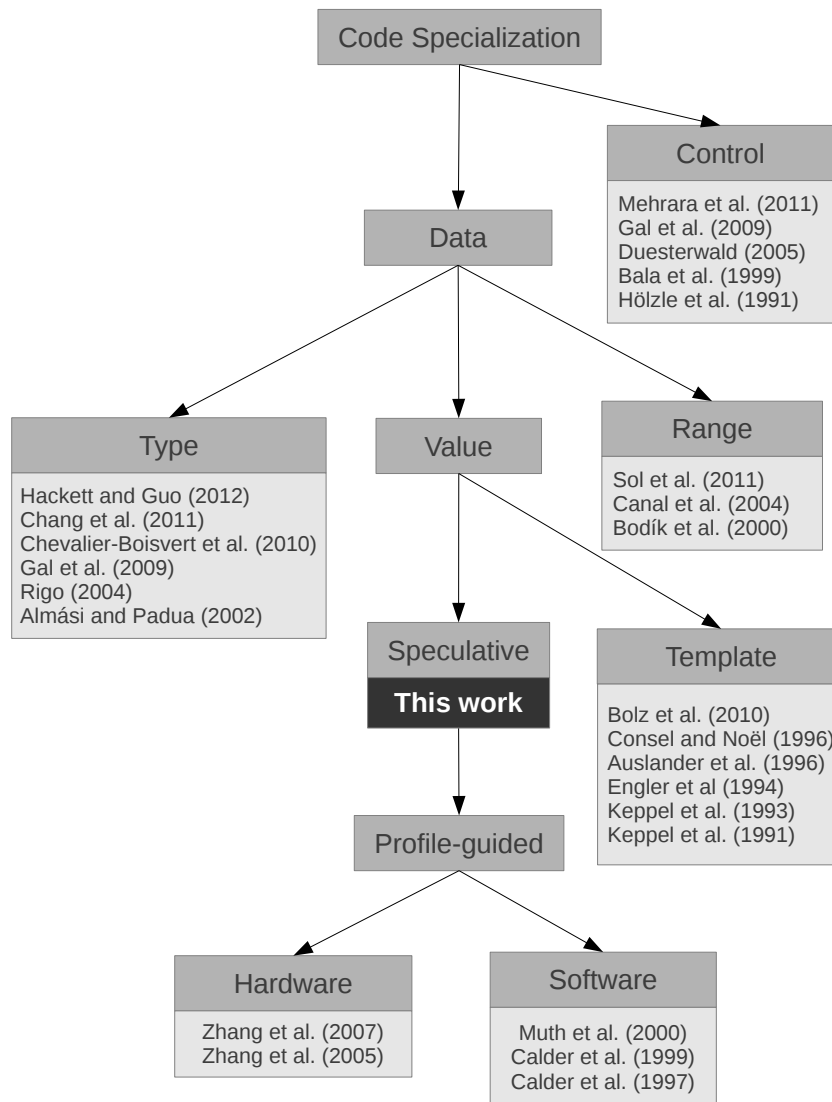 Code Specialization
Control
Mehrara et al. (2011)
Gal et al. (2009)
Duesterwald (2005)
Bala et al. (1999)
Hölzle et al. (1991)
Data
Type
Hackett and Guo (2012)
Chang et al. (2011)
Chevalier-Boisvert et al. (2010)
Gal et al. (2009)
Rigo (2004)
Almási and Padua (2002)
Value
Range
Sol et al. (2011)
Canal et al. (2004)
Bodík et al. (2000)
Speculative
This work
Template
Bolz et al. (2010)
Consel and Noël (1996)
Auslander et al. (1996)
Engler et al (1994)
Keppel et al. (1993)
Keppel et al. (1991)
Profile-guided
Hardware
Zhang et al. (2007)
Zhang et al. (2005)
Software
Muth et al. (2000)
Calder et al. (1999)
Calder et al. (1997)